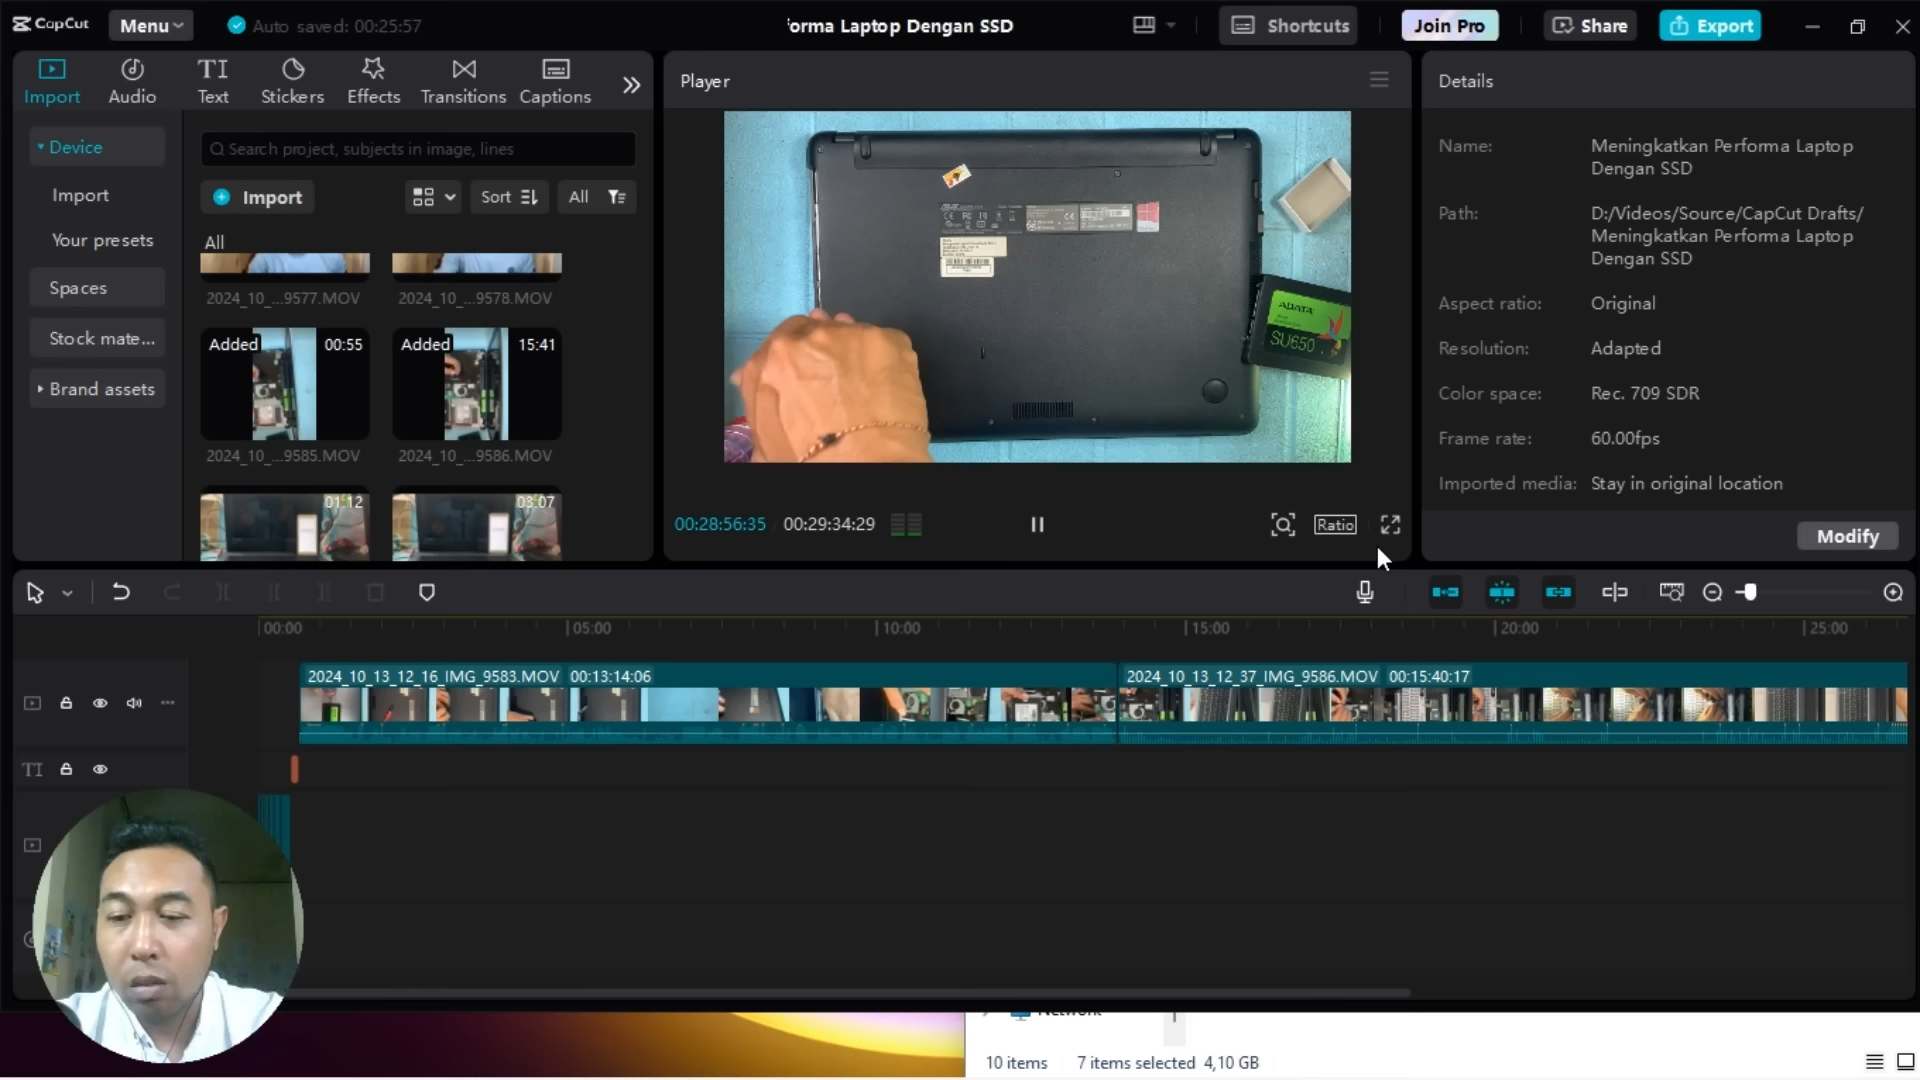 CapCut
Menu
Auto saved: 00:25:57
orma Laptop Dengan SSD
Shortcuts
Join Pro
Share
Export
Import
Audio
TI
Text
Stickers
Effects
Transitions
Captions
Player
Details
Device
Search project, subjects in image, lines
Import
Import
Sort
All
Your presets
All
Spaces
2024_10_...9577.MOV
2024_10_...9578.MOV
Stock mate...
Added
00:55
Added
15:41
Brand assets
2024_10_...9585.MOV
2024_10_...9586.MOV
01:12
03:07
ADATA
SU650
00:28:56:35
00:29:34:29
Ratio
Name:
Meningkatkan Performa Laptop
Dengan SSD
Path:
D:/Videos/Source/CapCut Drafts/
Meningkatkan Performa Laptop
Dengan SSD
Aspect ratio:
Original
Resolution:
Adapted
Color space:
Rec. 709 SDR
Frame rate:
60.00fps
Imported media:
Stay in original location
Modify
00:00
05:00
10:00
15:00
20:00
25:00
2024_10_13_12_16_IMG_9583.MOV 00:13:14:06
2024_10_13_12_37_IMG_9586.MOV 00:15:40:17
TI
Network
10 items
7 items selected 4,10 GB